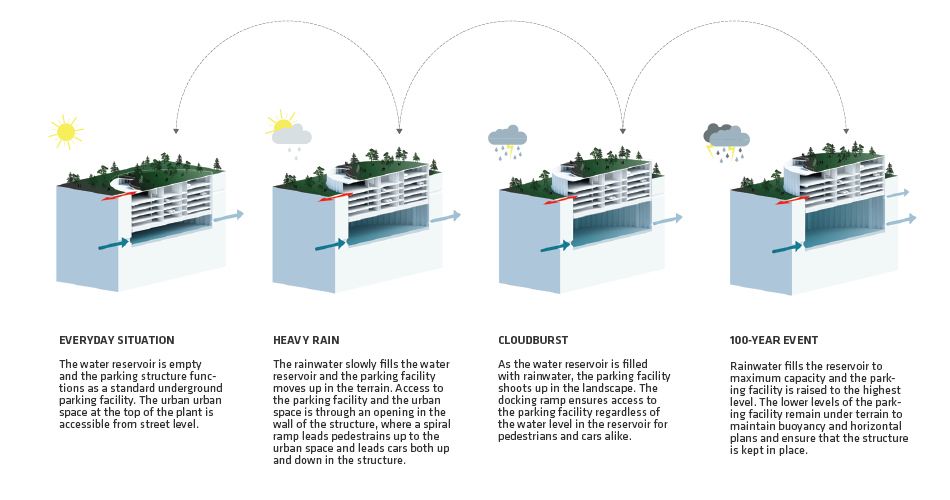 EVERYDAY SITUATION
The water reservoir is empty
and the parking structure func-
tions as a standard underground
parking facility. The urban urban
space at the top of the plant is
accessible from street level.
HEAVY RAIN
The rainwater slowly fills the water
reservoir and the parking facility
moves up in the terrain. Access to
the parking facility and the urban
space is through an opening in the
wall of the structure, where a spiral
ramp leads pedestrains up to the
urban space and leads cars both up
and down in the structure.
CLOUDBURST
As the water reservoir is filled
with rainwater, the parking facility
shoots up in the landscape. The
docking ramp ensures access to
the parking facility regardless of
the water level in the reservoir for
pedestrians and cars alike.
100-YEAR EVENT
Rainwater fills the reservoir to
maximum capacity and the park-
ing facility is raised to the highest
level. The lower levels of the park-
ing facility remain under terrain to
maintain buoyancy and horizontal
plans and ensure that the structure
is kept in place.